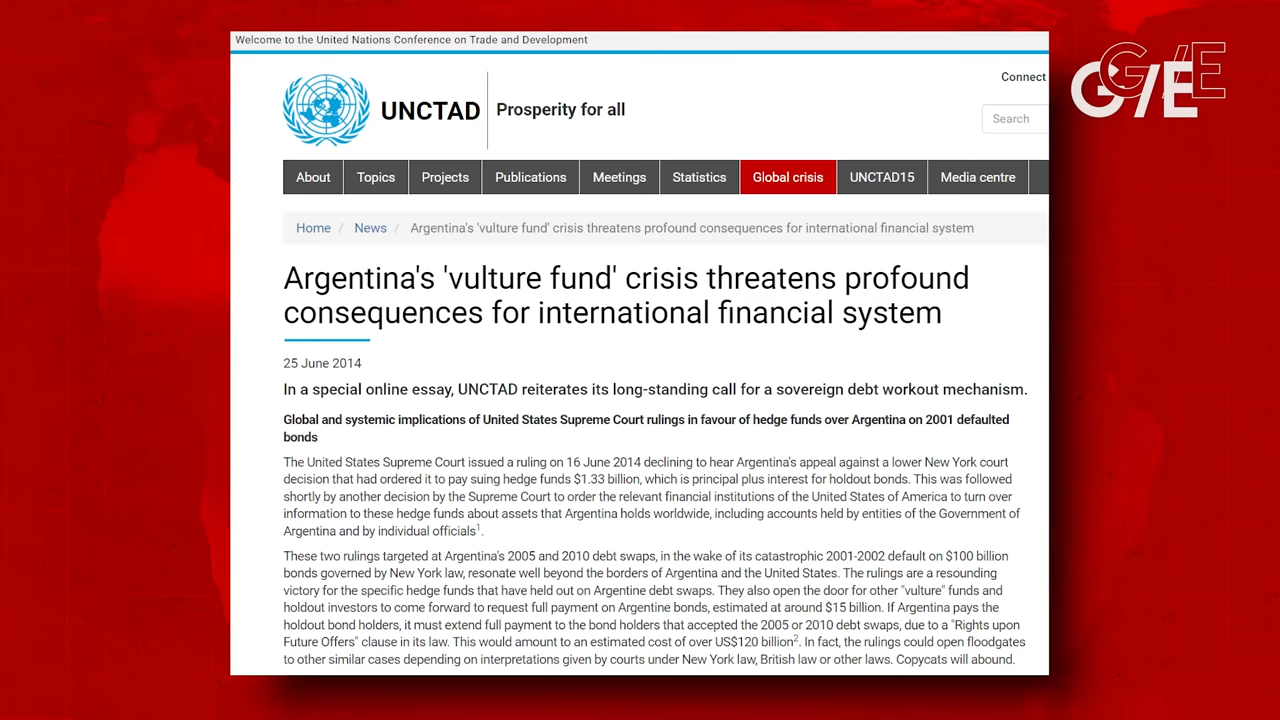 Welcome to the United Nations Conference on Trade and Development
G/E
G/E
Connect
UNCTAD
Prosperity for all
Search
About
Topics
Projects
Publications
Meetings
Statistics
Global crisis
UNCTAD15
Media centre
Home / News / Argentina's 'vulture fund' crisis threatens profound consequences for international financial system
Argentina's 'vulture fund' crisis threatens profound
consequences for international financial system
25 June 2014
In a special online essay, UNCTAD reiterates its long-standing call for a sovereign debt workout mechanism.
Global and systemic implications of United States Supreme Court rulings in favour of hedge funds over Argentina on 2001 defaulted
bonds
The United States Supreme Court issued a ruling on 16 June 2014 declining to hear Argentina's appeal against a lower New York court
decision that had ordered it to pay suing hedge funds $1.33 billion, which is principal plus interest for holdout bonds. This was followed
shortly by another decision by the Supreme Court to order the relevant financial institutions of the United States of America to turn over
information to these hedge funds about assets that Argentina holds worldwide, including accounts held by entities of the Government of
Argentina and by individual officials¹.
These two rulings targeted at Argentina's 2005 and 2010 debt swaps, in the wake of its catastrophic 2001-2002 default on $100 billion
bonds governed by New York law, resonate well beyond the borders of Argentina and the United States. The rulings are a resounding
victory for the specific hedge funds that have held out on Argentine debt swaps. They also open the door for other "vulture" funds and
holdout investors to come forward to request full payment on Argentine bonds, estimated at around $15 billion. If Argentina pays the
holdout bond holders, it must extend full payment to the bond holders that accepted the 2005 or 2010 debt swaps, due to a "Rights upon
Future Offers" clause in its law. This would amount to an estimated cost of over US$120 billion². In fact, the rulings could open floodgates
to other similar cases depending on interpretations given by courts under New York law, British law or other laws. Copycats will abound.